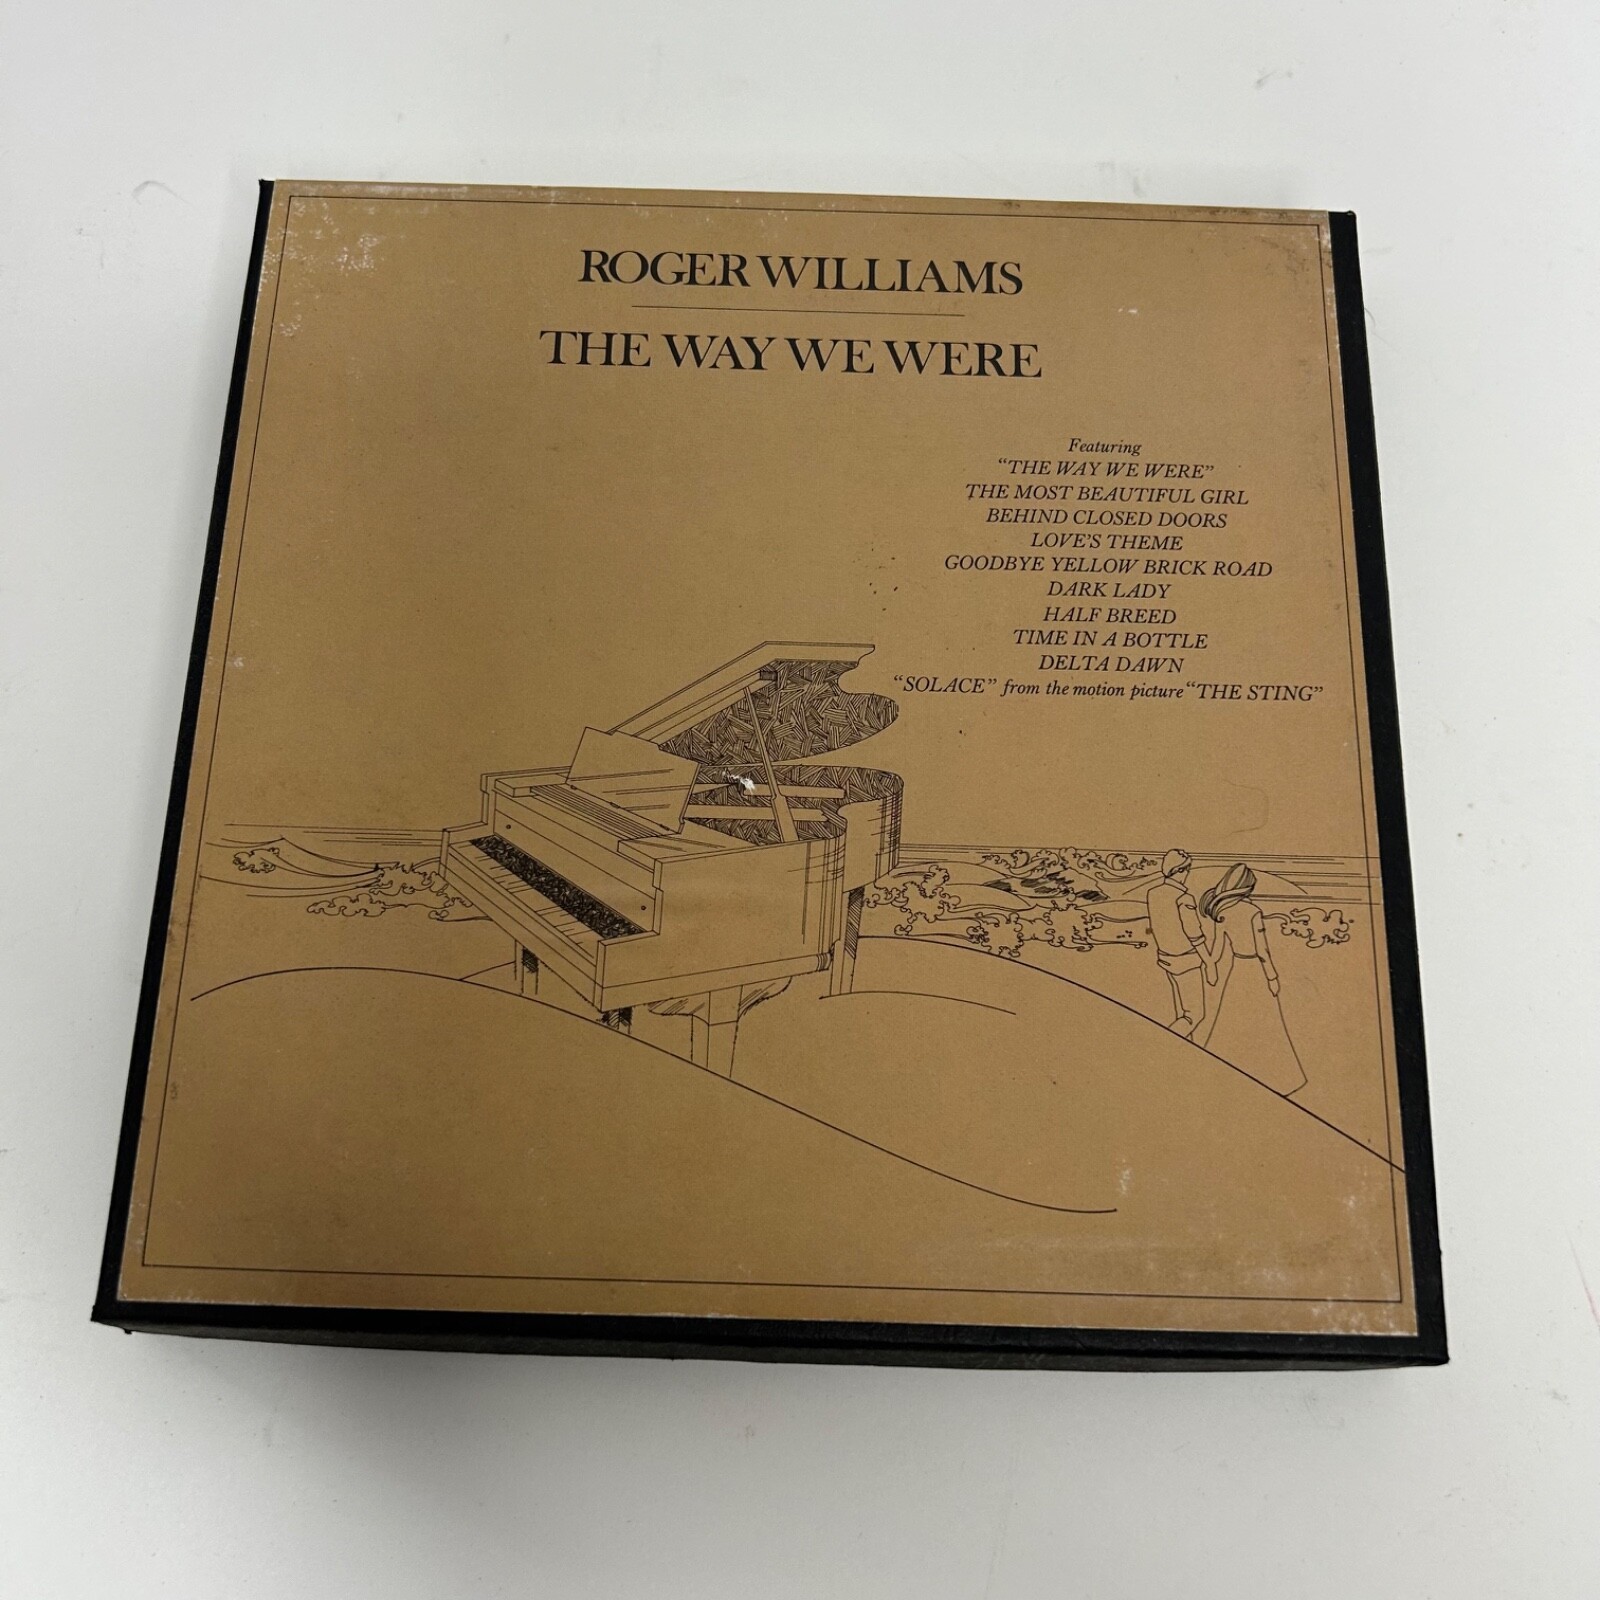 ROGER WILLIAMS
THE WAY WE WERE
Featuring
“THE WAY WE WERE”
THE MOST BEAUTIFUL GIRL
BEHIND CLOSED DOORS
LOVE’S THEME
GOODBYE YELLOW BRICK ROAD
DARK LADY
HALF BREED
TIME IN A BOTTLE
DELTA DAWN
“SOLACE” from the motion picture “THE STING”